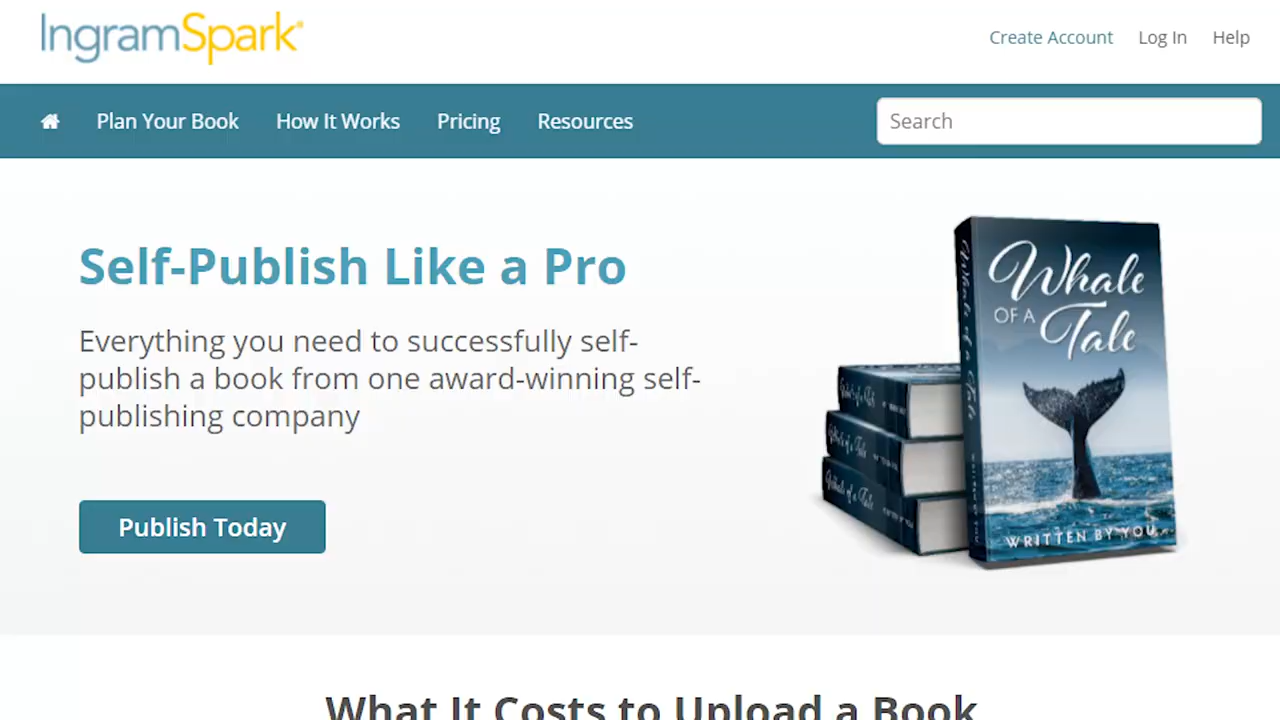 IngramSpark
Create Account Log In Help
Plan Your Book How It Works Pricing Resources Search
Self-Publish Like a Pro
Everything you need to successfully self-
publish a book from one award-winning self-
publishing company
Publish Today
Whale
OF A
Tale
WRITTEN BY YOU
What It Costs to Upload a Book